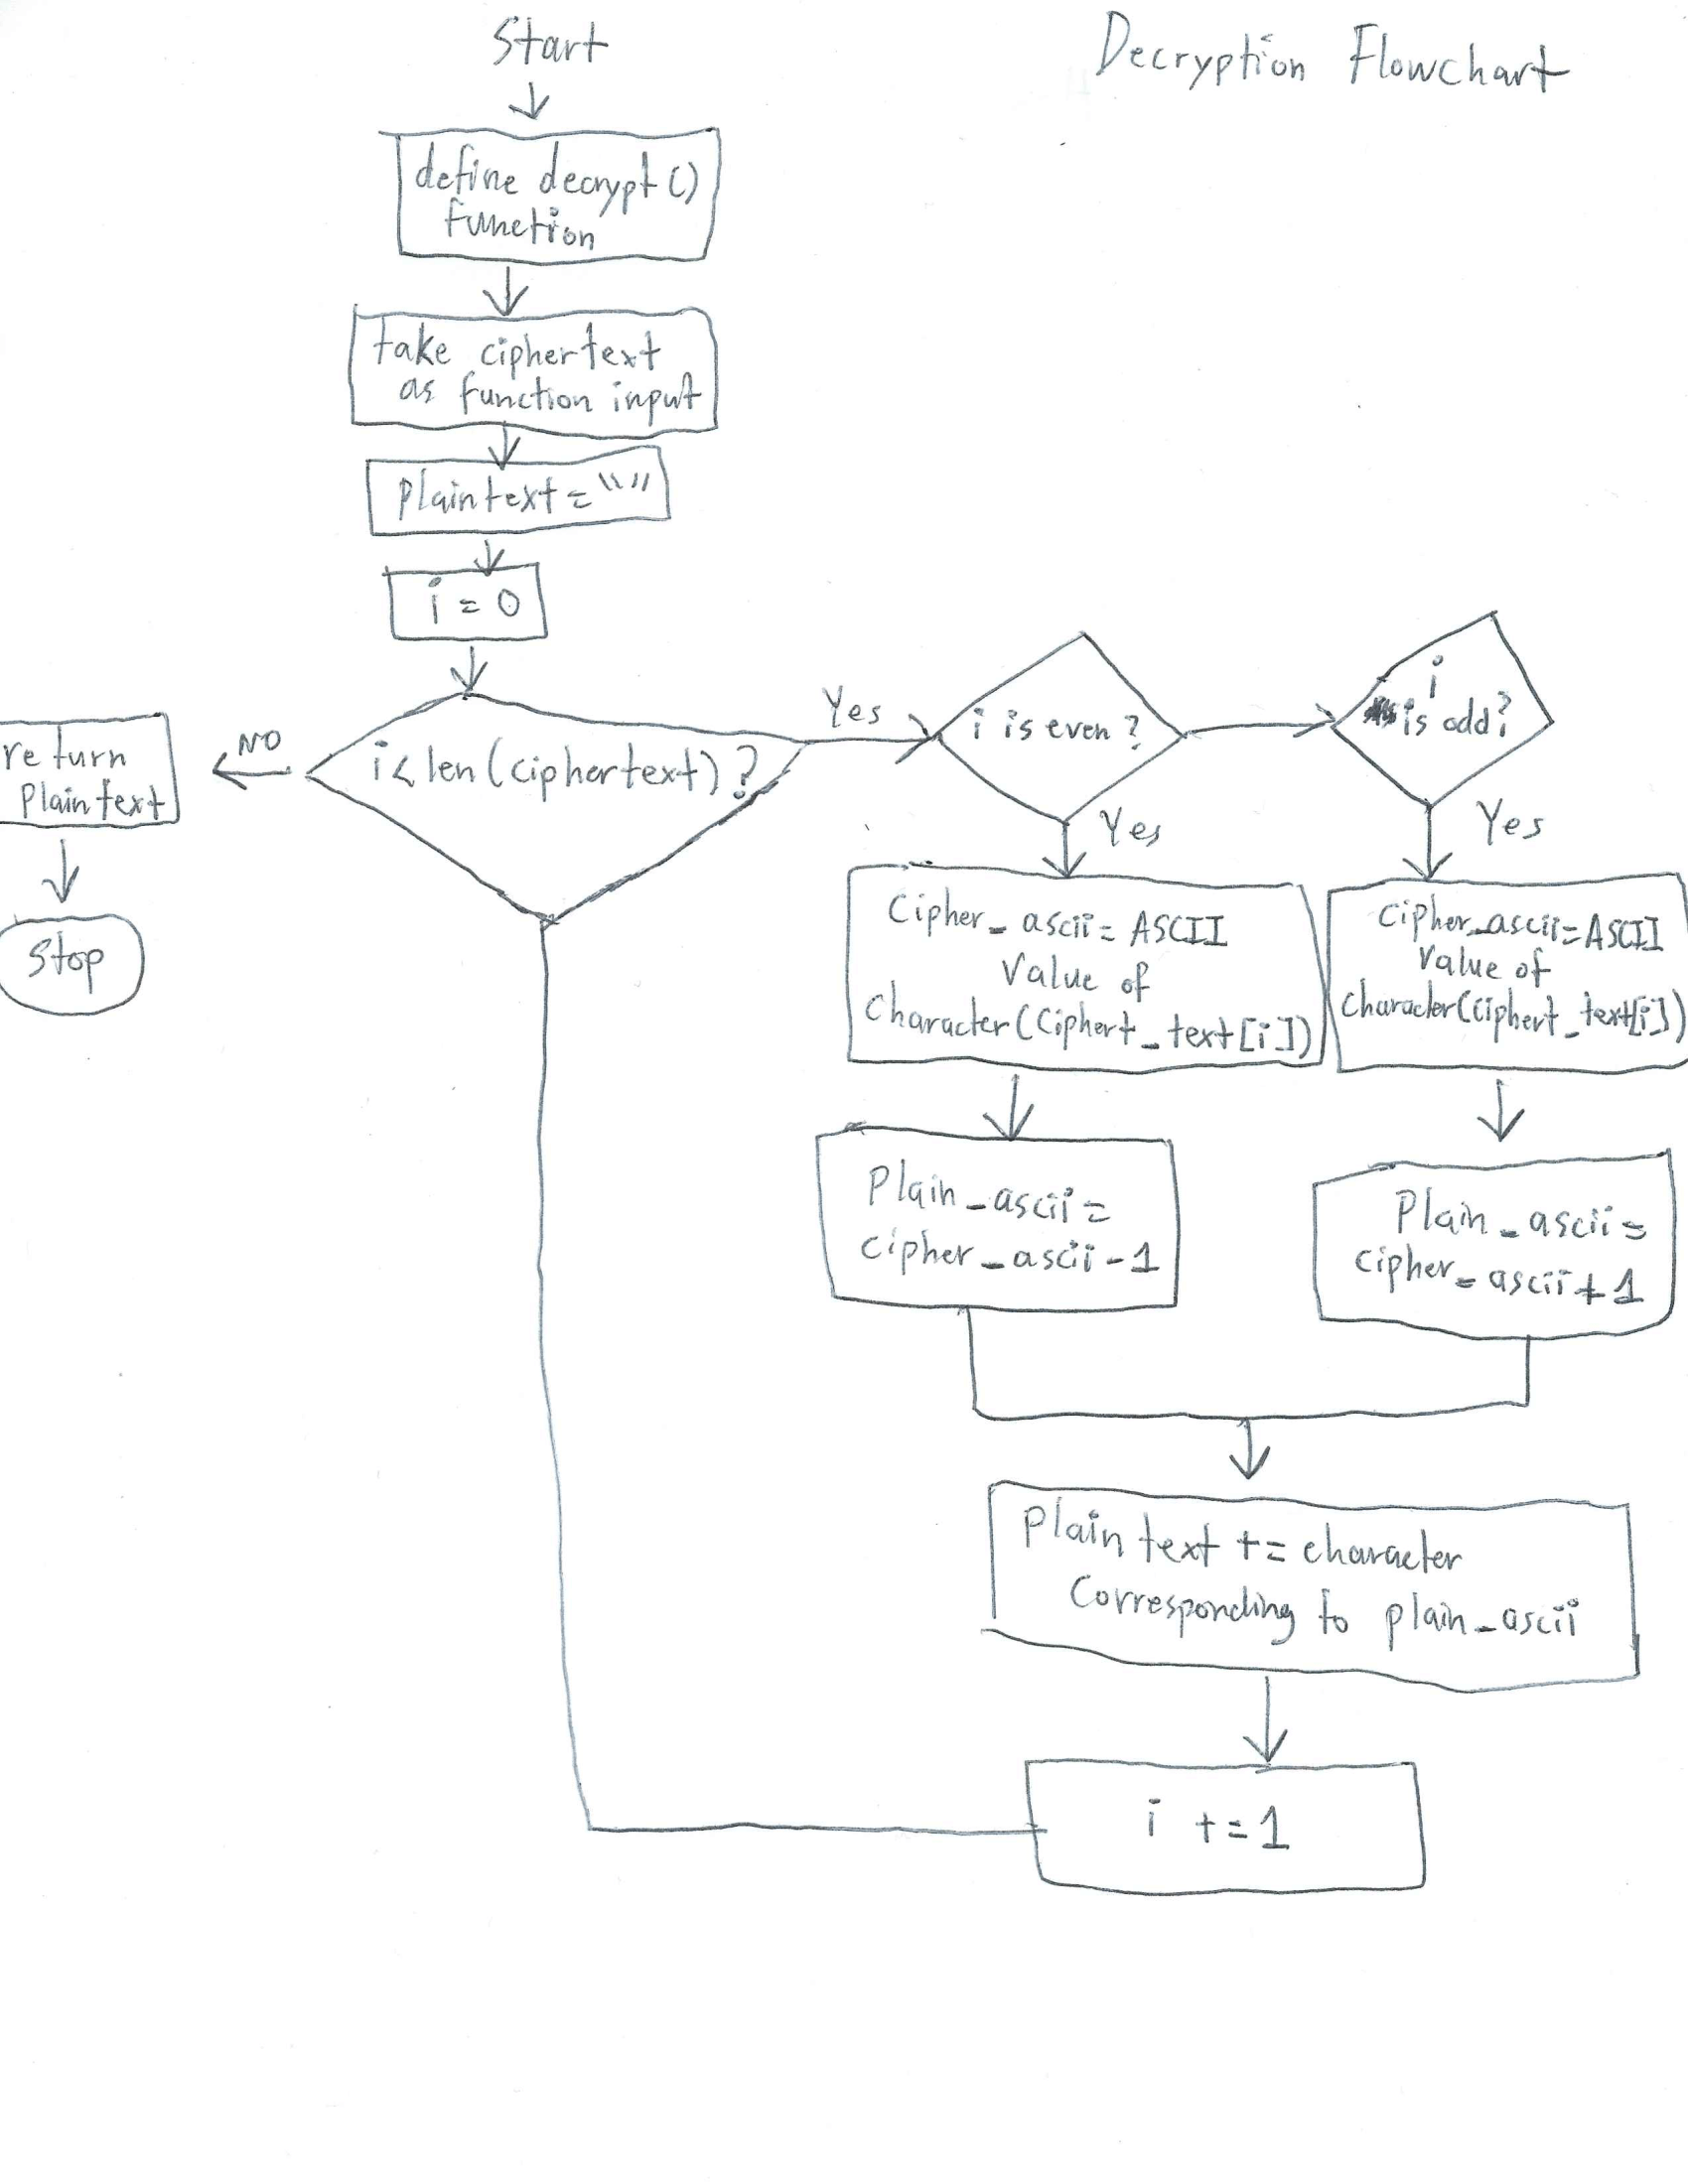 Start
Decryption Flowchart
define decrypt()
function
take ciphertext
as function input
plaintext = “”
i = 0
i < len(ciphertext)?
NO
return
Plaintext
Stop
Yes
i is even?
Yes
i
is odd?
Yes
Cipher_ascii = ASCII
Value of
Character(Ciphert_text[i])
Cipher_ascii = ASCII
Value of
Character(Ciphert_text[i])
Plain_ascii =
cipher_ascii - 1
Plain_ascii =
cipher_ascii + 1
Plaintext += character
Corresponding to plain_ascii
i += 1